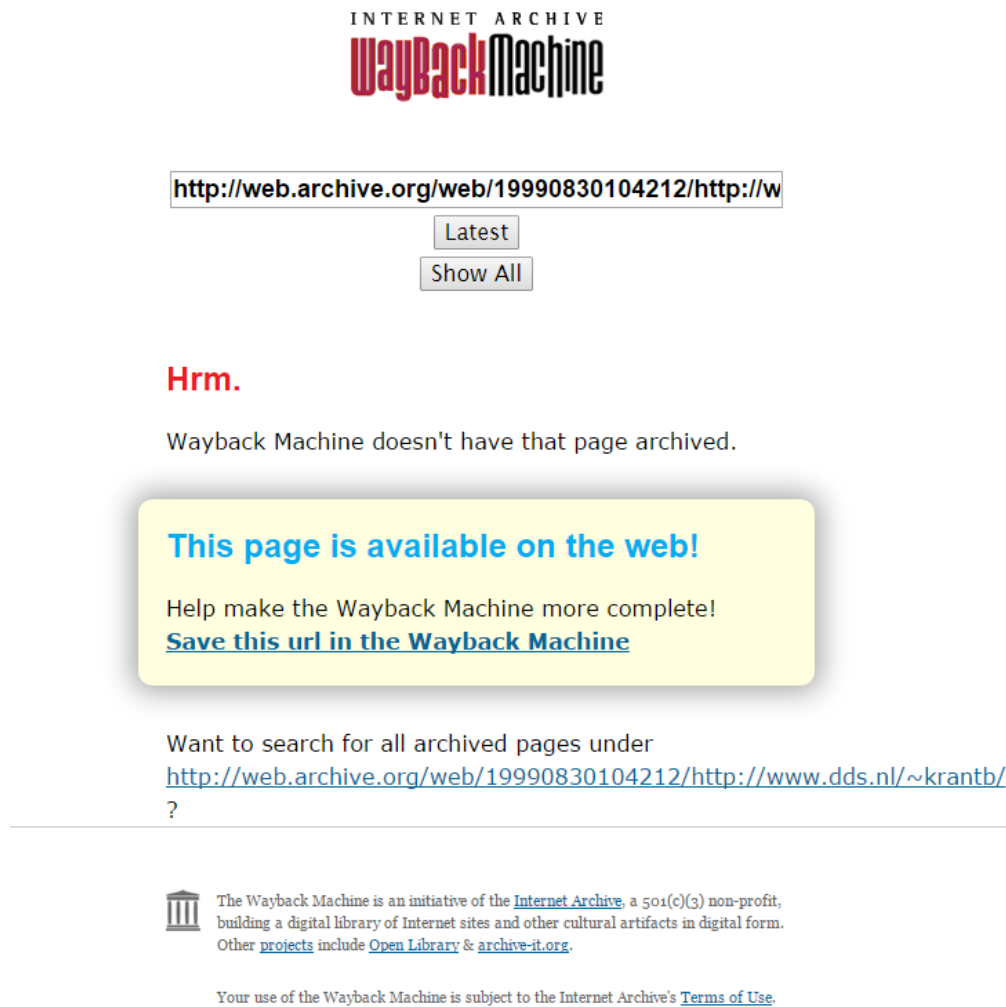 INTERNET ARCHIVE
WayBackMachine
http://web.archive.org/web/19990830104212/http://w
Latest
Show All
Hrm.
Wayback Machine doesn't have that page archived.
This page is available on the web!
Help make the Wayback Machine more complete!
Save this url in the Wayback Machine
Want to search for all archived pages under
http://web.archive.org/web/19990830104212/http://www.dds.nl/~krantb/
?
The Wayback Machine is an initiative of the Internet Archive, a 501(c)(3) non-profit,
building a digital library of Internet sites and other cultural artifacts in digital form.
Other projects include Open Library & archive-it.org.
Your use of the Wayback Machine is subject to the Internet Archive's Terms of Use.